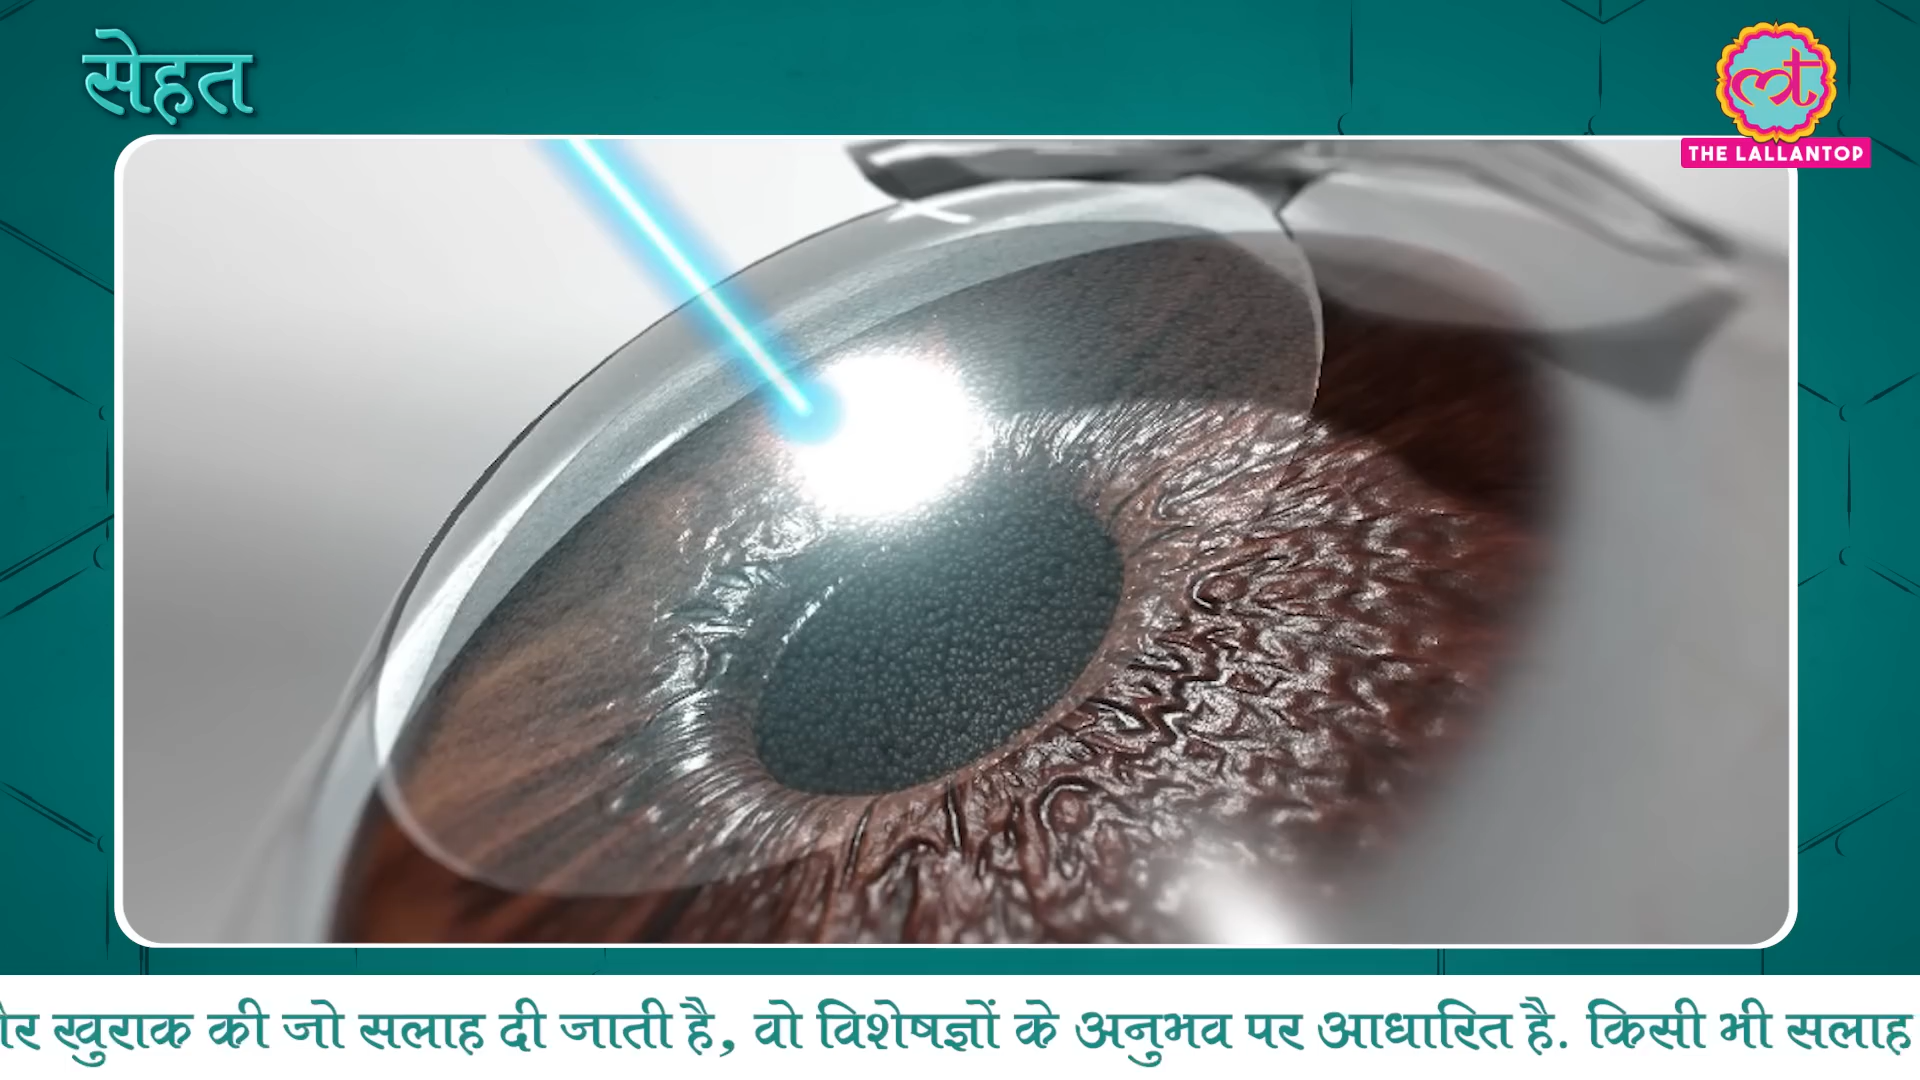 सेहत
THE LALLANTOP
खुराक की जो सलाह दी जाती है, वो विशेषज्ञों के अनुभव पर आधारित है. किसी भी सलाह